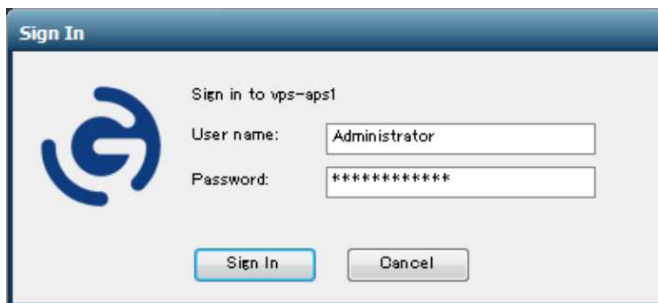 Sign In
Sign in to vps-aps1
User name:
Administrator
Password:
************
Sign In
Cancel